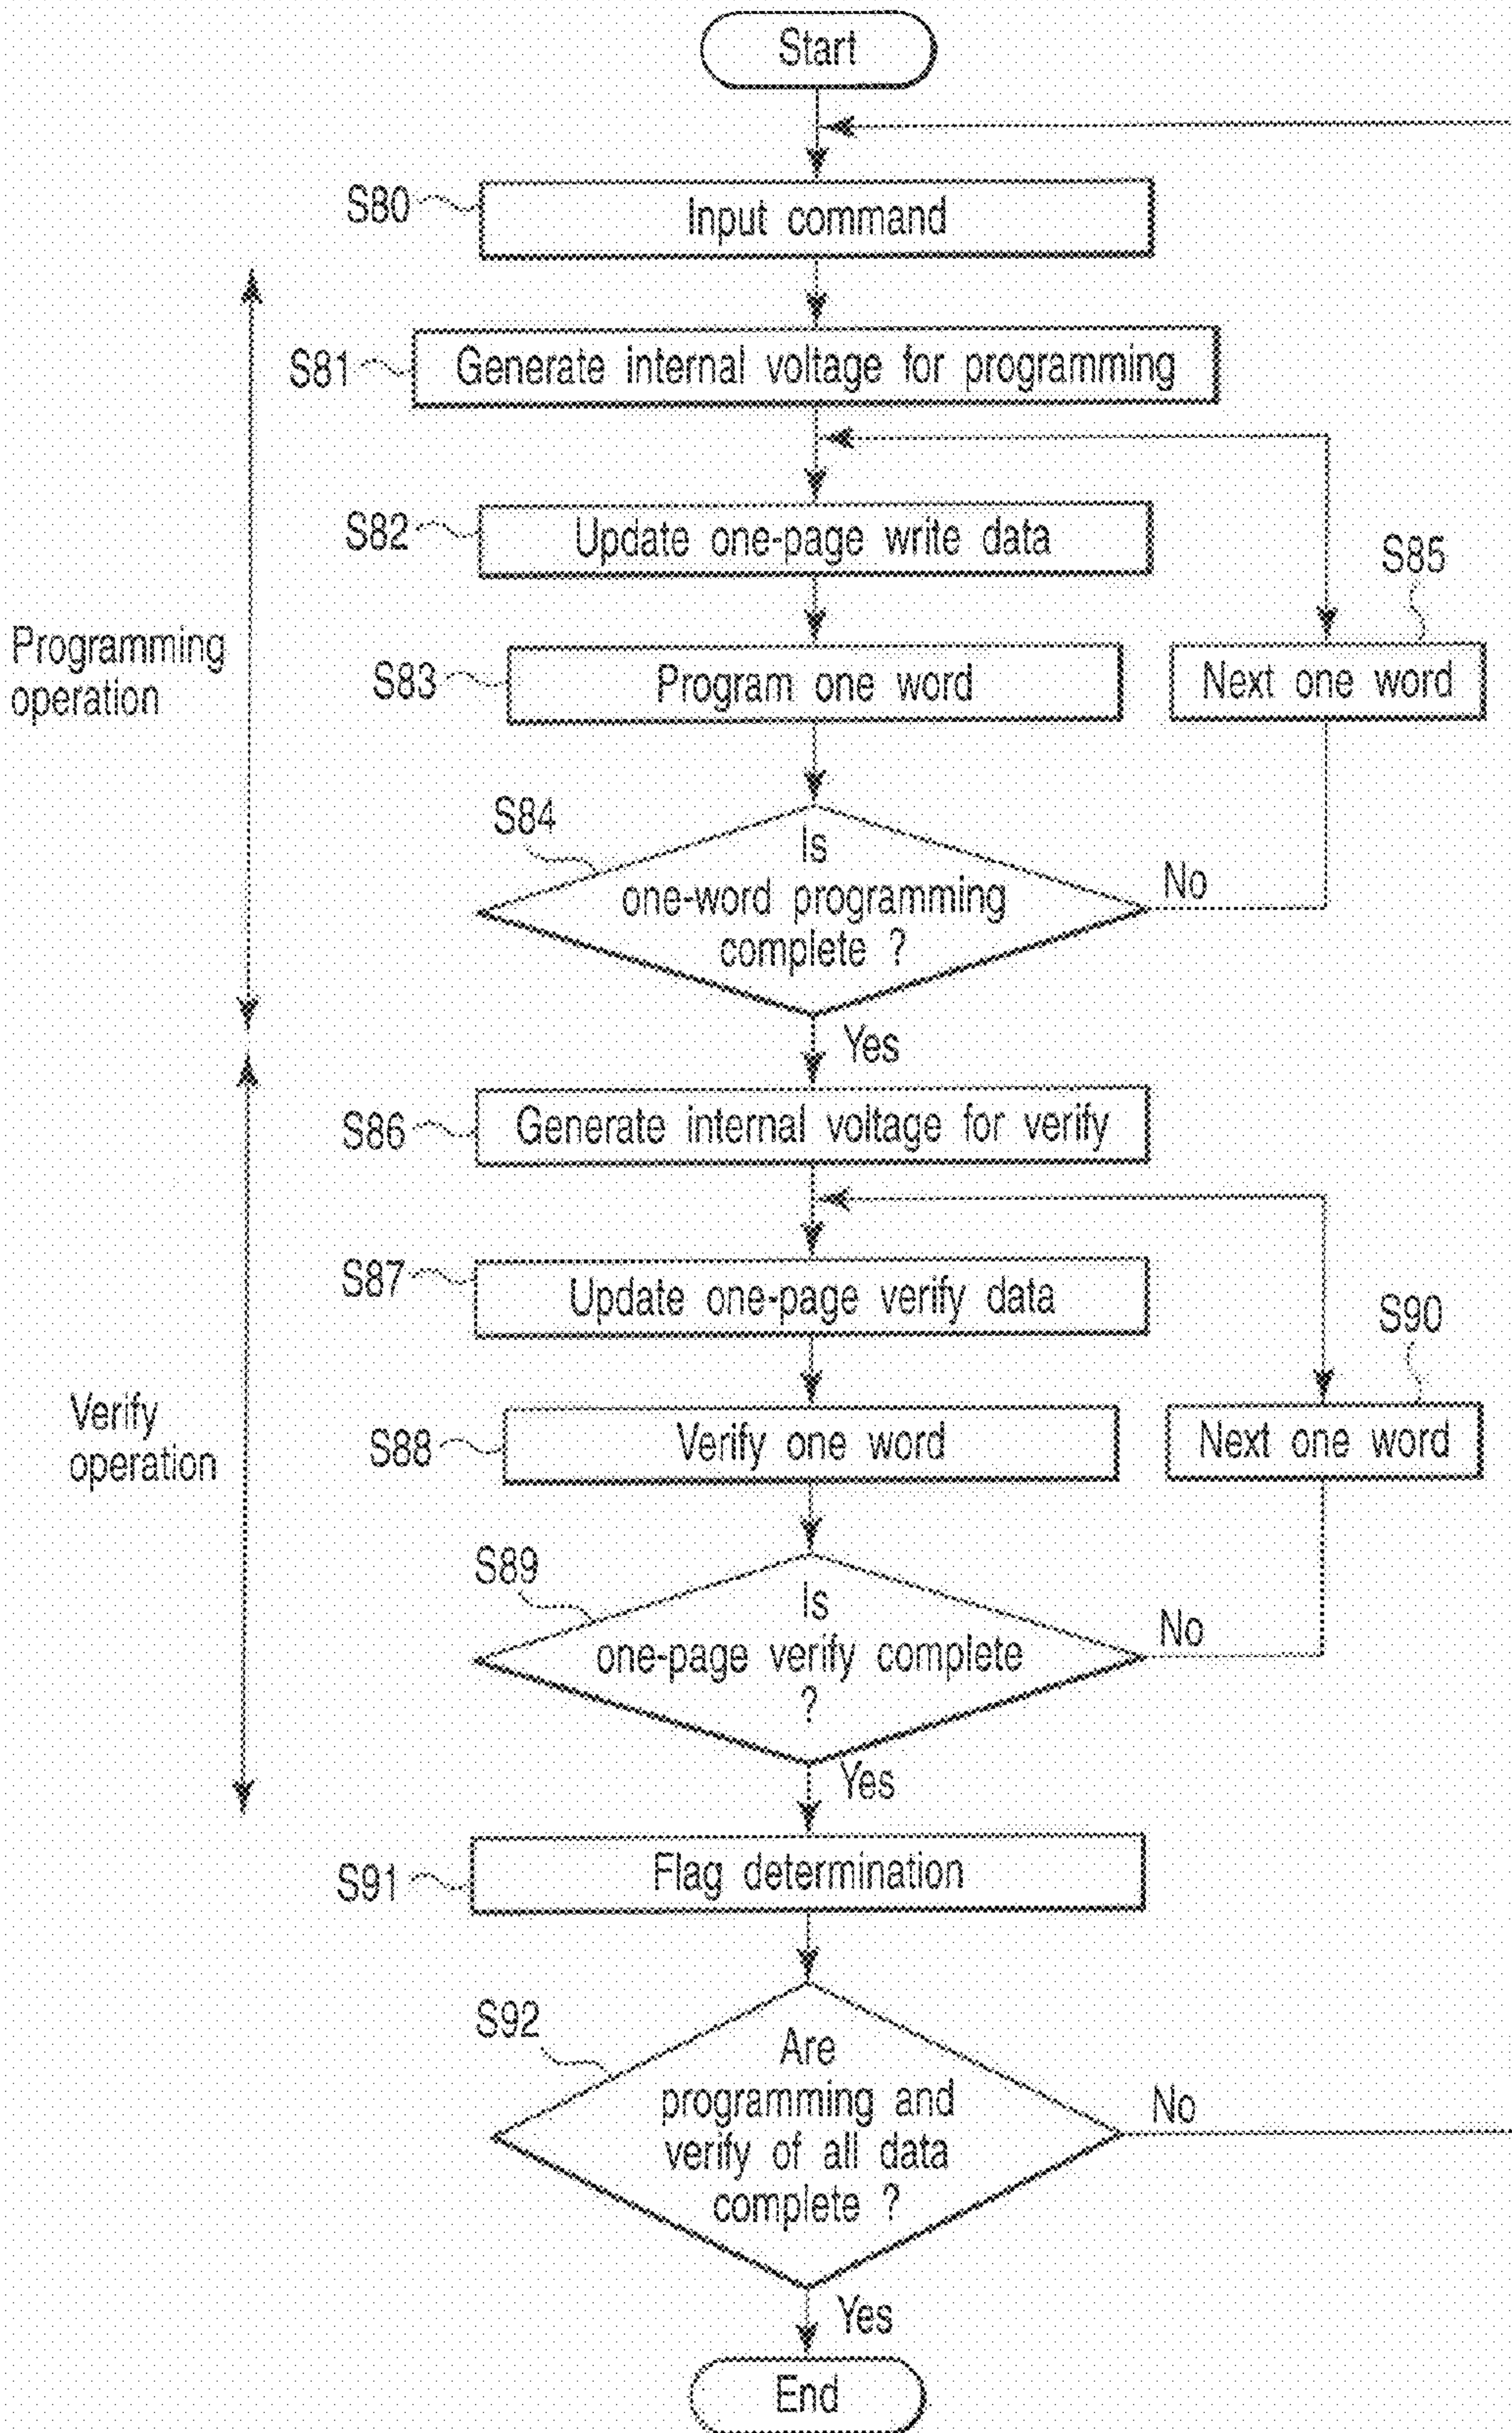 Start
S80
Input command
S81
Generate internal voltage for programming
S82
Update one-page write data
S85
Programming
operation
S83
Program one word
Next one word
S84
Is
one-word programming
complete ?
No
Yes
S86
Generate internal voltage for verify
S87
Update one-page verify data
S90
Verify
operation
S88
Verify one word
Next one word
S89
Is
one-page verify complete
?
No
Yes
S91
Flag determination
S92
Are
programming and
verify of all data
complete ?
No
Yes
End